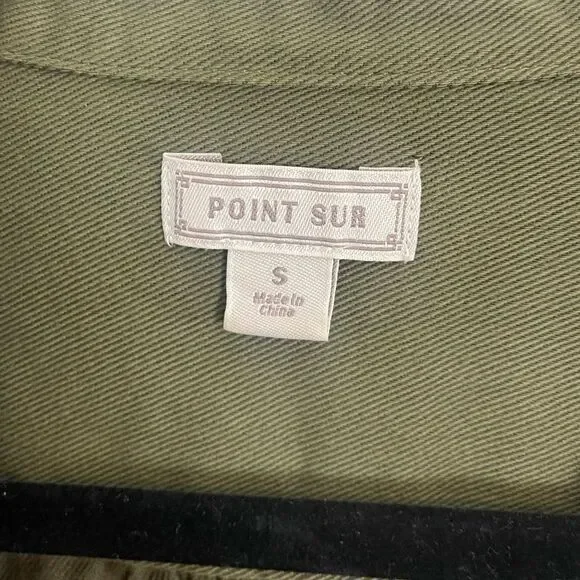 POINT SUR
S
Made in
China